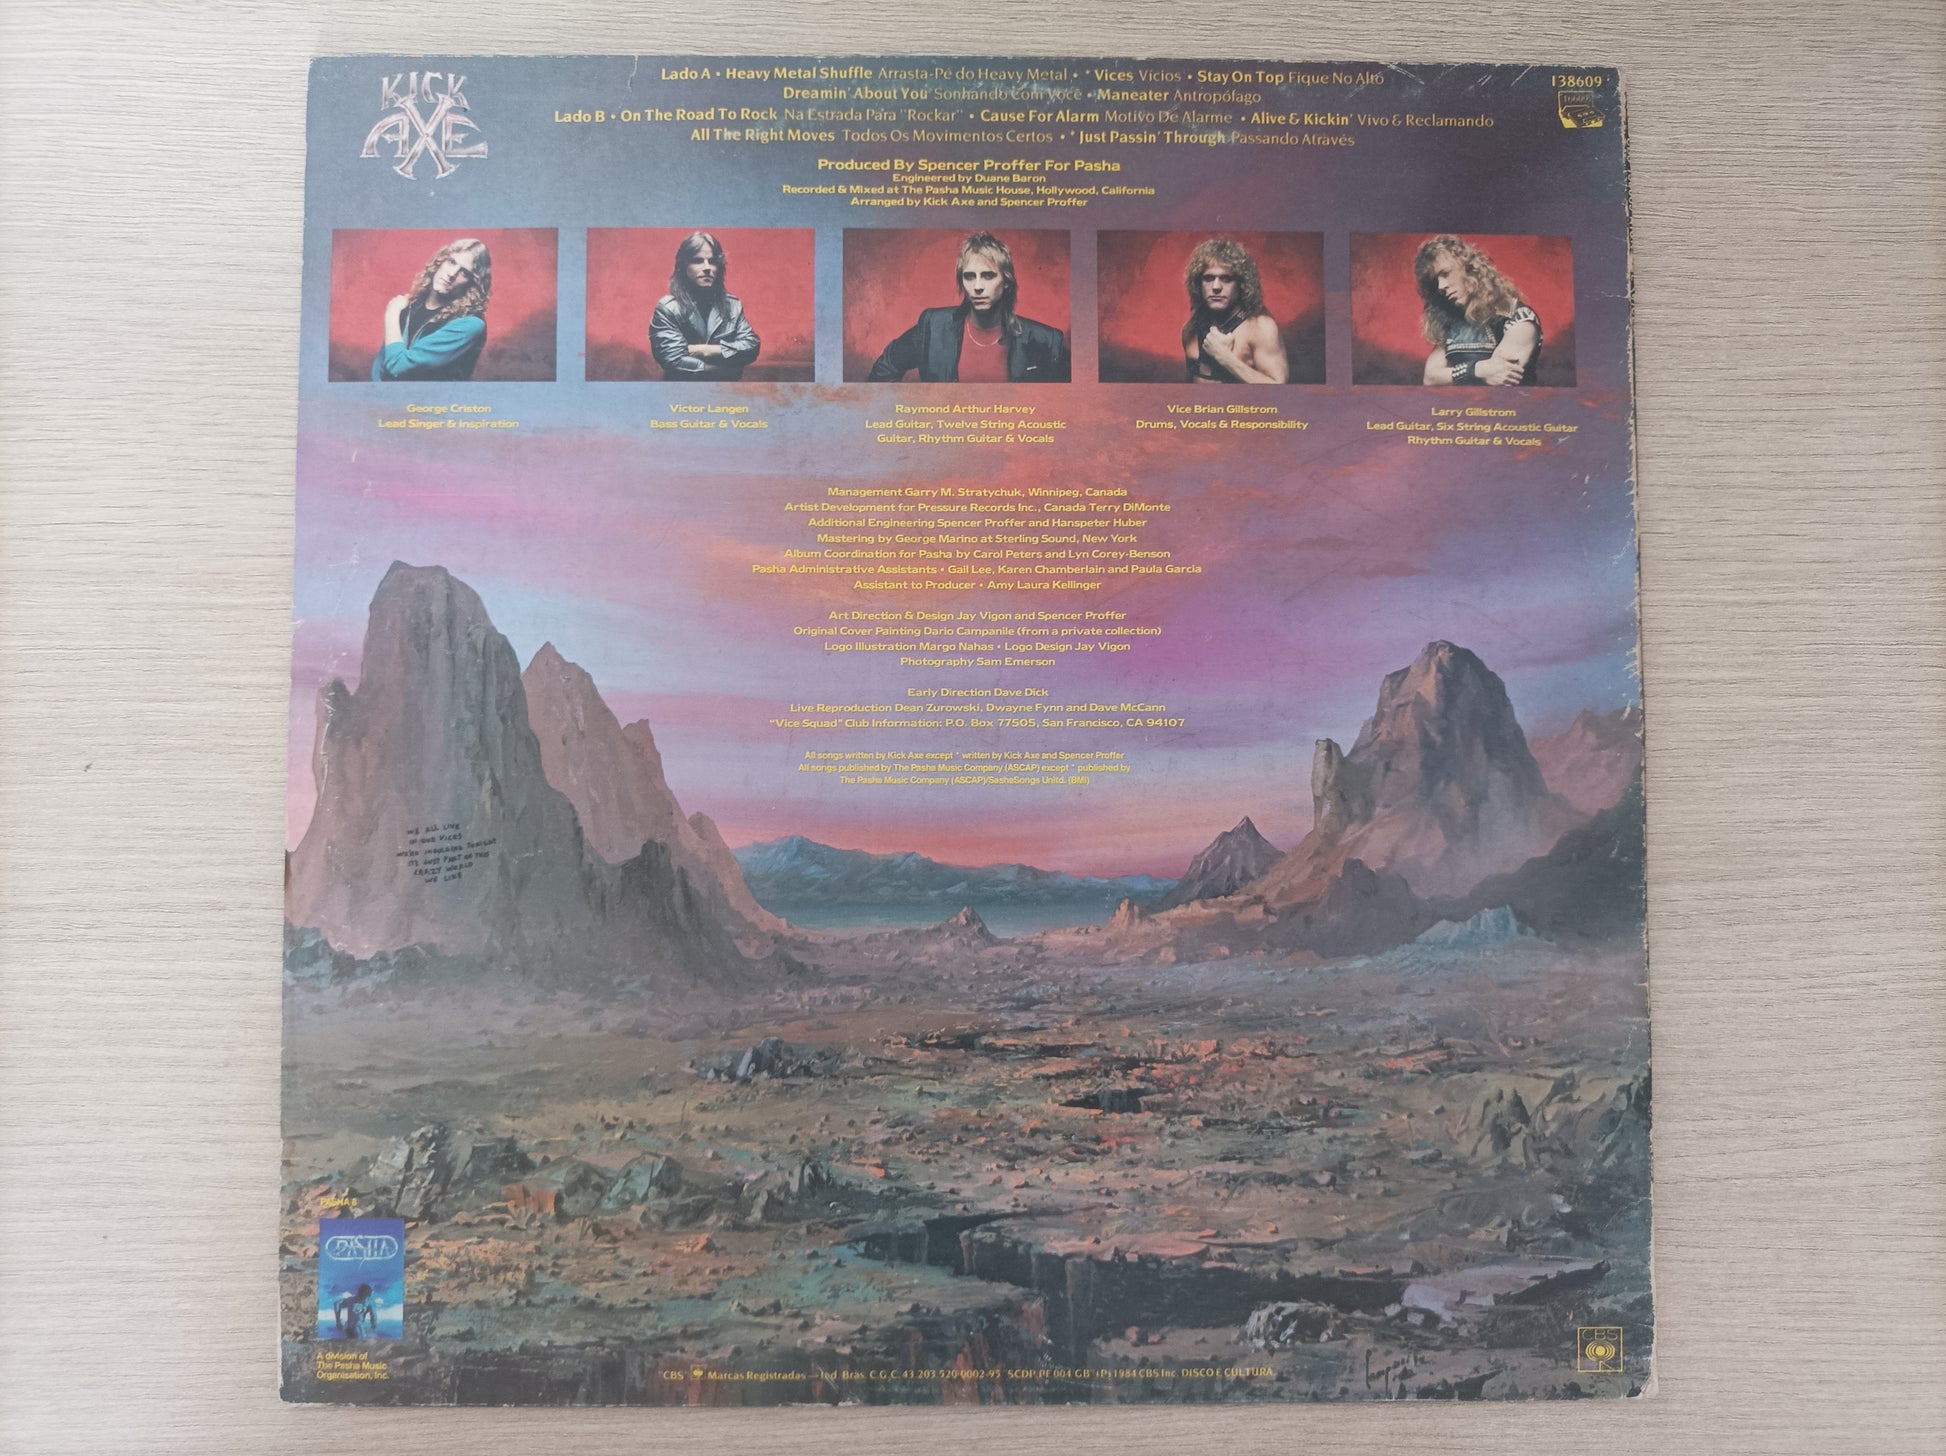 KICK
AXE
Lado A • Heavy Metal Shuffle Arrasta-Pé do Heavy Metal • * Vices Vícios • Stay On Top Fique No Alto
Dreamin' About You Sonhando Com Você • Maneater Antropófago
Lado B • On The Road To Rock Na Estrada Para "Rockar" • Cause For Alarm Motivo De Alarme • Alive & Kickin' Vivo & Reclamando
All The Right Moves Todos Os Movimentos Certos • * Just Passin' Through Passando Através
138609
Produced By Spencer Proffer For Pasha
Engineered by Duane Baron
Recorded & Mixed at The Pasha Music House, Hollywood, California
Arranged by Kick Axe and Spencer Proffer
George Criston
Lead Singer & Inspiration
Victor Langen
Bass Guitar & Vocals
Raymond Arthur Harvey
Lead Guitar, Twelve String Acoustic
Guitar, Rhythm Guitar & Vocals
Vice Brian Gillstrom
Drums, Vocals & Responsibility
Larry Gillstrom
Lead Guitar, Six String Acoustic Guitar
Rhythm Guitar & Vocals
Management Garry M. Stratychuk, Winnipeg, Canada
Artist Development for Pressure Records Inc., Canada Terry DiMonte
Additional Engineering Spencer Proffer and Hanspeter Huber
Mastering by George Marino at Sterling Sound, New York
Album Coordination for Pasha by Carol Peters and Lyn Corey-Benson
Pasha Administrative Assistants • Gail Lee, Karen Chamberlain and Paula Garcia
Assistant to Producer • Amy Laura Kellinger
Art Direction & Design Jay Vigon and Spencer Proffer
Original Cover Painting Dario Campanile (from a private collection)
Logo Illustration Margo Nahas • Logo Design Jay Vigon
Photography Sam Emerson
Early Direction Dave Dick
Live Reproduction Dean Zurowski, Dwayne Fynn and Dave McCann
"Vice Squad" Club Information: P.O. Box 77505, San Francisco, CA 94107
All songs written by Kick Axe except * written by Kick Axe and Spencer Proffer
All songs published by The Pasha Music Company (ASCAP) except * published by
The Pasha Music Company (ASCAP)/SasheSongs Unltd. (BMI)
WE ALL LIVE
IN OUR VICES
WE'RE INDULGING TONIGHT
IT'S JUST PART OF THIS
CRAZY WORLD
WE LIKE
PASHA 8
PASHA
A division of
The Pasha Music
Organisation, Inc.
"CBS" Marcas Registradas — Ind. Bras. C.G.C. 43.203.520/0002-95 SCDP PF 004 GB (P) 1984 CBS Inc. DISCO É CULTURA
Campanile
CBS